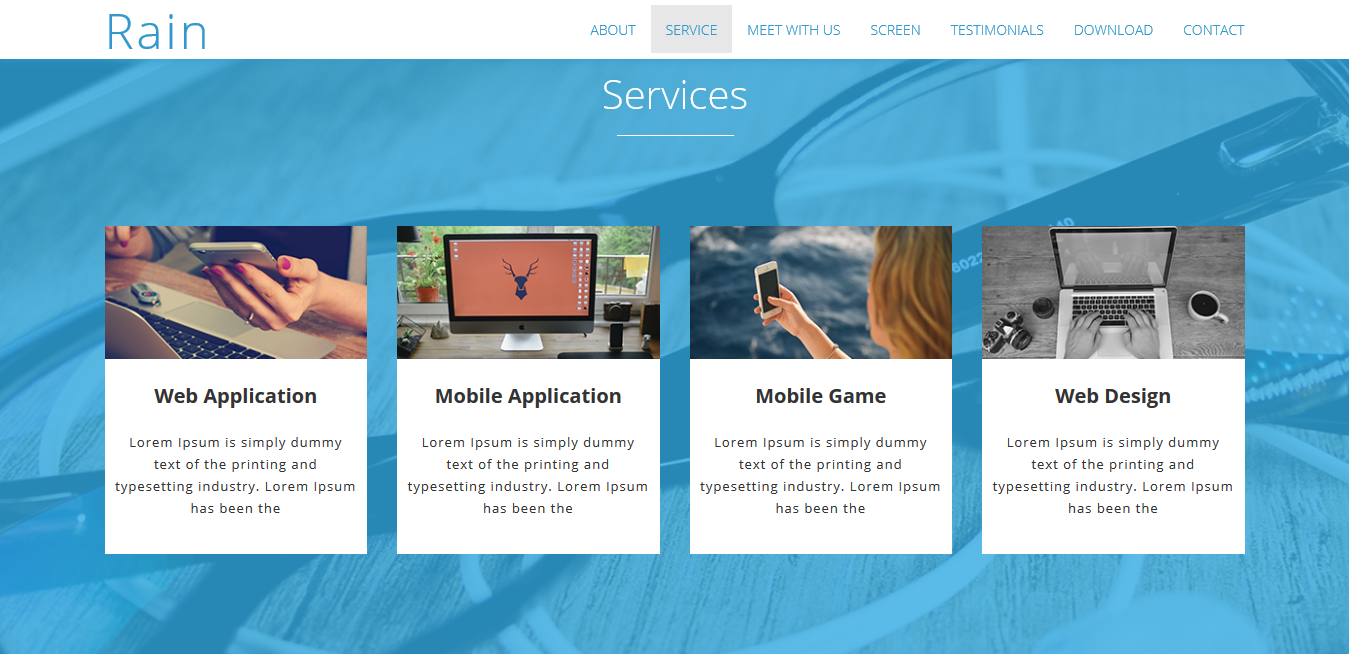 Rain
ABOUT SERVICE MEET WITH US SCREEN TESTIMONIALS DOWNLOAD CONTACT
Services
Web Application
Lorem Ipsum is simply dummy
text of the printing and
typesetting industry. Lorem Ipsum
has been the
Mobile Application
Lorem Ipsum is simply dummy
text of the printing and
typesetting industry. Lorem Ipsum
has been the
Mobile Game
Lorem Ipsum is simply dummy
text of the printing and
typesetting industry. Lorem Ipsum
has been the
Web Design
Lorem Ipsum is simply dummy
text of the printing and
typesetting industry. Lorem Ipsum
has been the